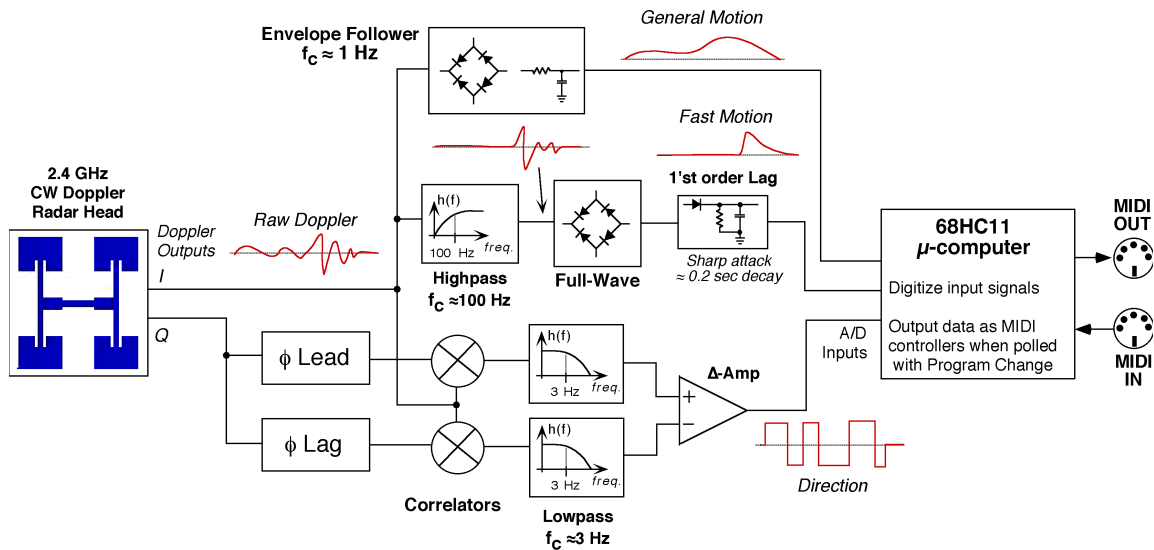 General Motion
Envelope Follower
f_C ≈ 1 Hz
Fast Motion
1'st order Lag
2.4 GHz
CW Doppler
Radar Head
Doppler
Outputs
Raw Doppler
I
Q
h(f)
100 Hz
freq.
Highpass
f_C ≈100 Hz
Full-Wave
Sharp attack
≈ 0.2 sec decay
68HC11
µ-computer
Digitize input signals
Output data as MIDI
controllers when polled
with Program Change
A/D
Inputs
MIDI
OUT
MIDI
IN
ϕ Lead
ϕ Lag
Correlators
h(f)
3 Hz
freq.
h(f)
3 Hz
freq.
Lowpass
f_C ≈3 Hz
Δ-Amp
+
−
Direction